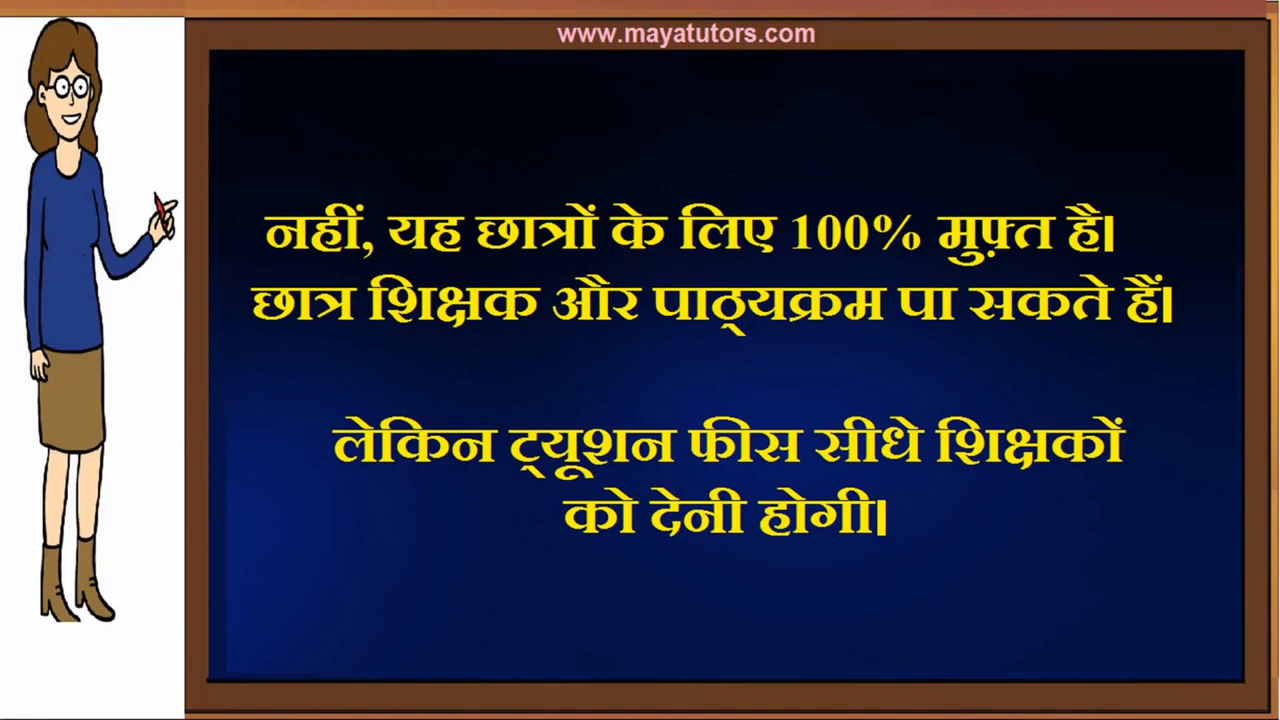 www.mayatutors.com
नहीं, यह छात्रों के लिए 100% मुफ़्त है।
छात्र शिक्षक और पाठ्यक्रम पा सकते हैं।
लेकिन ट्यूशन फीस सीधे शिक्षकों
को देनी होगी।